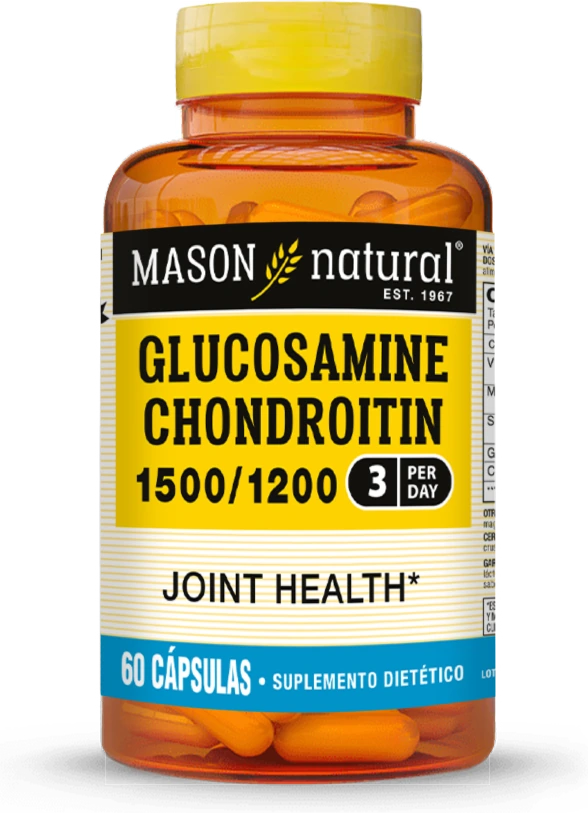 MASON natural®
EST. 1967
GLUCOSAMINE
CHONDROITIN
1500/1200 3 PER DAY
JOINT HEALTH*
60 CÁPSULAS • SUPLEMENTO DIETÉTICO